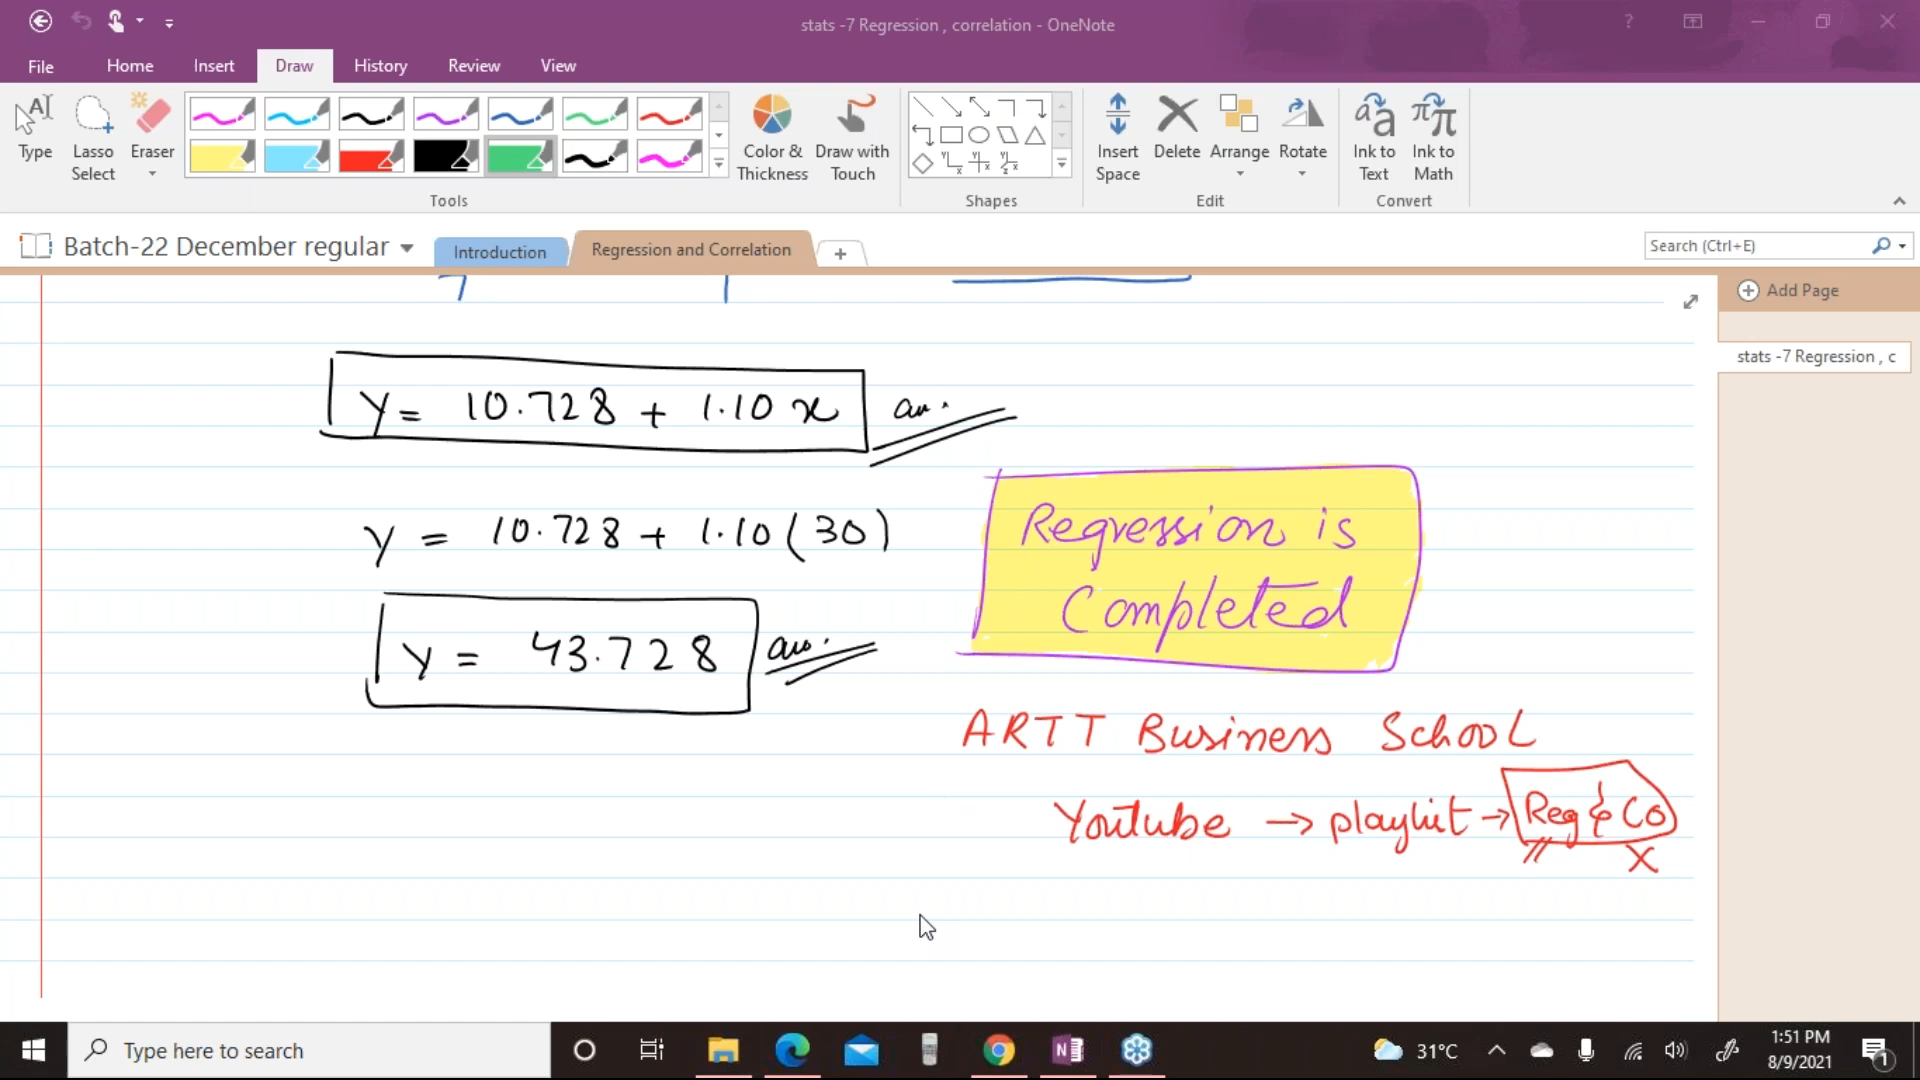 stats -7 Regression , correlation - OneNote
File Home Insert Draw History Review View
Type Lasso Select Eraser Color & Thickness Draw with Touch Insert Space Delete Arrange Rotate Ink to Text Ink to Math
Tools Shapes Edit Convert
Batch-22 December regular Introduction Regression and Correlation Search (Ctrl+E)
Add Page
stats -7 Regression , c
y = 10.728 + 1.10 x
y = 10.728 + 1.10 (30)
y = 43.728
Regression is
Completed
ARTT Business School
Youtube → playlist → Reg & Co
X
Type here to search
31°C
1:51 PM
8/9/2021
1